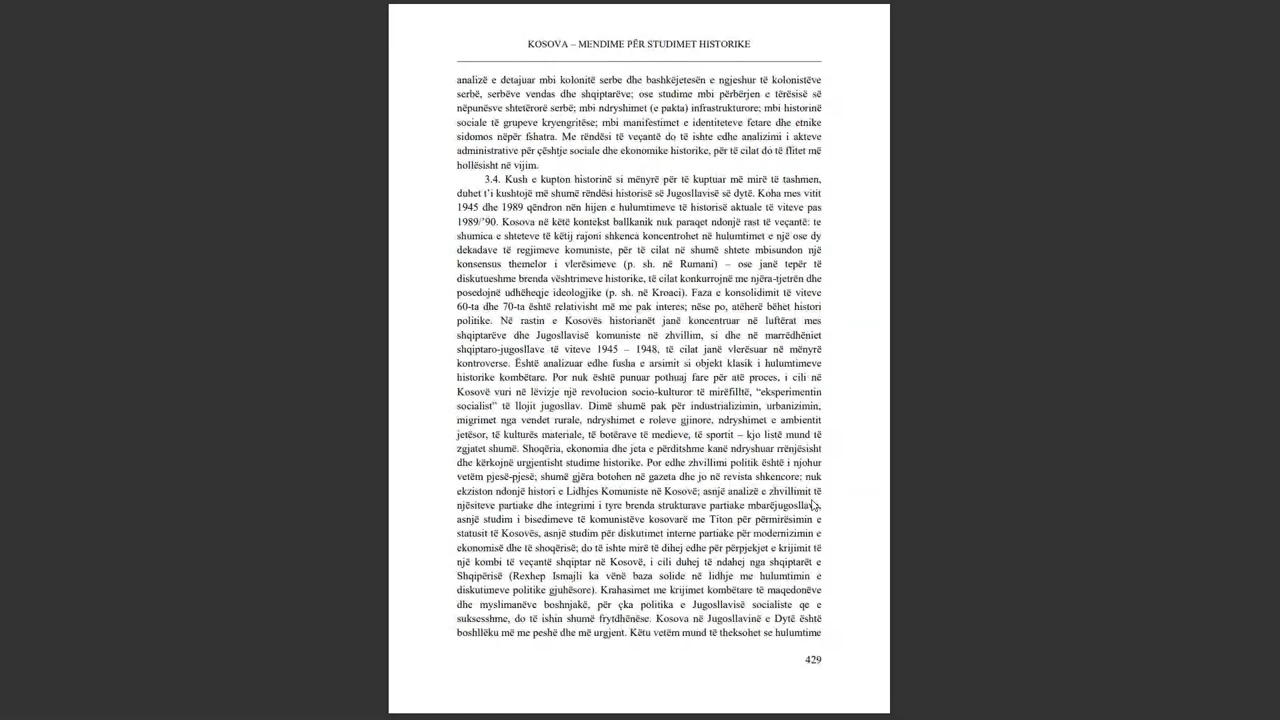 KOSOVA – MENDIME PËR STUDIMET HISTORIKE
analizë e detajuar mbi kolonitë serbe dhe bashkëjetesën e ngjeshur të kolonistëve
serbë, serbëve vendas dhe shqiptarëve; ose studime mbi përbërjen e tërësisë së
nëpunësve shtetërorë serbë; mbi ndryshimet (e pakta) infrastrukturore; mbi historinë
sociale të grupeve kryengritëse; mbi manifestimet e identiteteve fetare dhe etnike
sidomos nëpër fshatra. Me rëndësi të veçantë do të ishte edhe analizimi i akteve
administrative për çështje sociale dhe ekonomike historike, për të cilat do të flitet më
hollësisht në vijim.
3.4. Kush e kupton historinë si mënyrë për të kuptuar më mirë të tashmen,
duhet t’i kushtojë më shumë rëndësi historisë së Jugosllavisë së dytë. Koha mes vitit
1945 dhe 1989 qëndron nën hijen e hulumtimeve të historisë aktuale të viteve pas
1989/’90. Kosova në këtë kontekst ballkanik nuk paraqet ndonjë rast të veçantë: te
shumica e shteteve të këtij rajoni shkenca koncentrohet në hulumtimet e një ose dy
dekadave të regjimeve komuniste, për të cilat në shumë shtete mbisundon një
konsensus themelor i vlerësimeve (p. sh. në Rumani) – ose janë tepër të
diskutueshme brenda vështrimeve historike, të cilat konkurrojnë me njëra-tjetrën dhe
posedojnë udhëheqje ideologjike (p. sh. në Kroaci). Faza e konsolidimit të viteve
60-ta dhe 70-ta është relativisht më me pak interes; nëse po, atëherë bëhet histori
politike. Në rastin e Kosovës historianët janë koncentruar në luftërat mes
shqiptarëve dhe Jugosllavisë komuniste në zhvillim, si dhe në marrëdhëniet
shqiptaro-jugosllave të viteve 1945 – 1948, të cilat janë vlerësuar në mënyrë
kontroverse. Është analizuar edhe fusha e arsimit si objekt klasik i hulumtimeve
historike kombëtare. Por nuk është punuar pothuaj fare për atë proces, i cili në
Kosovë vuri në lëvizje një revolucion socio-kulturor të mirëfilltë, “eksperimentin
socialist” të llojit jugosllav. Dimë shumë pak për industrializimin, urbanizimin,
migrimet nga vendet rurale, ndryshimet e roleve gjinore, ndryshimet e ambientit
jetësor, të kulturës materiale, të botërave të medieve, të sportit – kjo listë mund të
zgjatet shumë. Shoqëria, ekonomia dhe jeta e përditshme kanë ndryshuar rrënjësisht
dhe kërkojnë urgjentisht studime historike. Por edhe zhvillimi politik është i njohur
vetëm pjesë-pjesë; shumë gjëra botohen në gazeta dhe jo në revista shkencore; nuk
ekziston ndonjë histori e Lidhjes Komuniste në Kosovë; asnjë analizë e zhvillimit të
njësiteve partiake dhe integrimi i tyre brenda strukturave partiake mbarëjugosllave,
asnjë studim i bisedimeve të komunistëve kosovarë me Titon për përmirësimin e
statusit të Kosovës, asnjë studim për diskutimet interne partiake për modernizimin e
ekonomisë dhe të shoqërisë; do të ishte mirë të dihej edhe për përpjekjet e krijimit të
një kombi të veçantë shqiptar në Kosovë, i cili duhej të ndahej nga shqiptarët e
Shqipërisë (Rexhep Ismajli ka vënë baza solide në lidhje me hulumtimin e
diskutimeve politike gjuhësore). Krahasimet me krijimet kombëtare të maqedonëve
dhe myslimanëve boshnjakë, për çka politika e Jugosllavisë socialiste qe e
suksesshme, do të ishin shumë frytdhënëse. Kosova në Jugosllavinë e Dytë është
boshllëku më me peshë dhe më urgjent. Këtu vetëm mund të theksohet se hulumtime
429